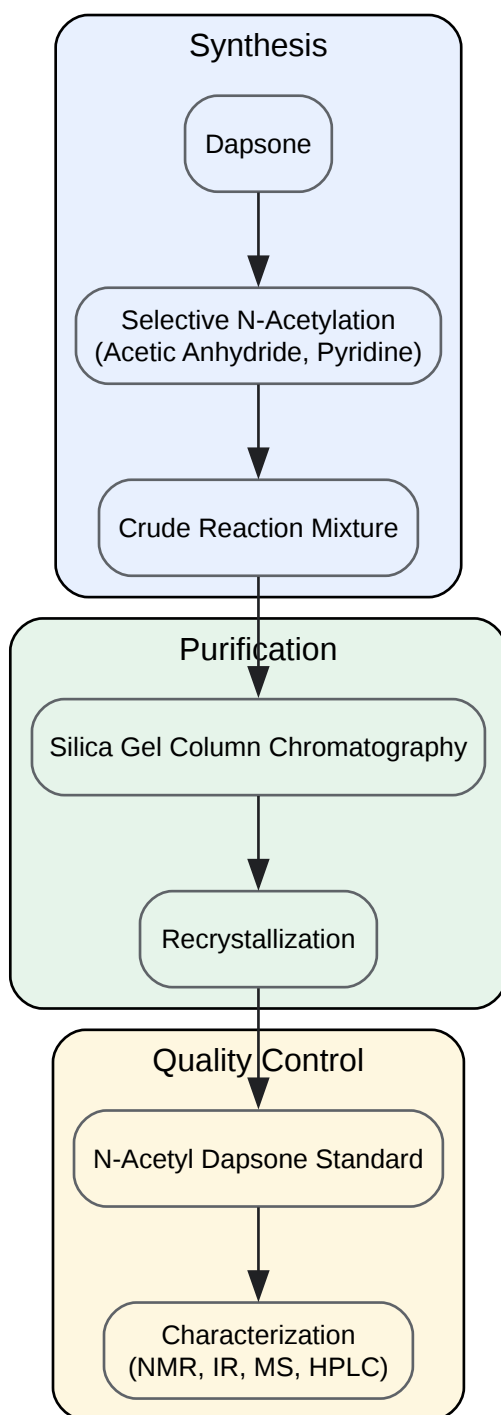 Synthesis
Dapsone
Selective N-Acetylation
(Acetic Anhydride, Pyridine)
Crude Reaction Mixture
Purification
Silica Gel Column Chromatography
Recrystallization
Quality Control
N-Acetyl Dapsone Standard
Characterization
(NMR, IR, MS, HPLC)